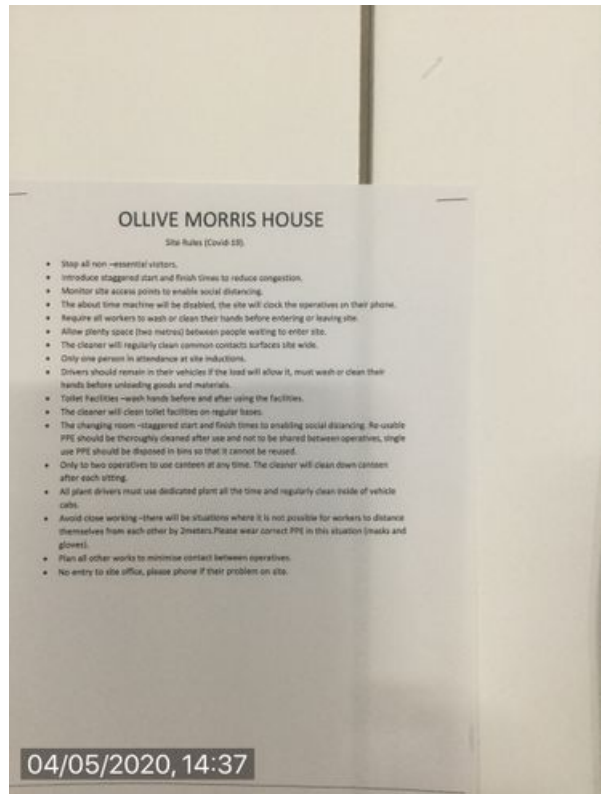 OLLIVE MORRIS HOUSE
Site Rules (Covid-19).
• Stop all non –essential visitors.
• Introduce staggered start and finish times to reduce congestion.
• Monitor site access points to enable social distancing.
• The about time machine will be disabled, the site will clock the operatives on their phone.
• Require all workers to wash or clean their hands before entering or leaving site.
• Allow plenty space (two metres) between people waiting to enter site.
• The cleaner will regularly clean common contacts surfaces site wide.
• Only one person in attendance at site inductions.
• Drivers should remain in their vehicles if the load will allow it, must wash or clean their
hands before unloading goods and materials.
• Toilet Facilities –wash hands before and after using the facilities.
• The cleaner will clean toilet facilities on regular bases.
• The changing room –staggered start and finish times to enabling social distancing. Re-usable
PPE should be thoroughly cleaned after use and not to be shared between operatives, single
use PPE should be disposed in bins so that it cannot be reused.
• Only to two operatives to use canteen at any time. The cleaner will clean down canteen
after each sitting.
• All plant drivers must use dedicated plant all the time and regularly clean inside of vehicle
cabs.
• Avoid close working –there will be situations where it is not possible for workers to distance
themselves from each other by 2meters.Please wear correct PPE in this situation (masks and
gloves).
• Plan all other works to minimise contact between operatives.
• No entry to site office, please phone if their problem on site.
04/05/2020, 14:37